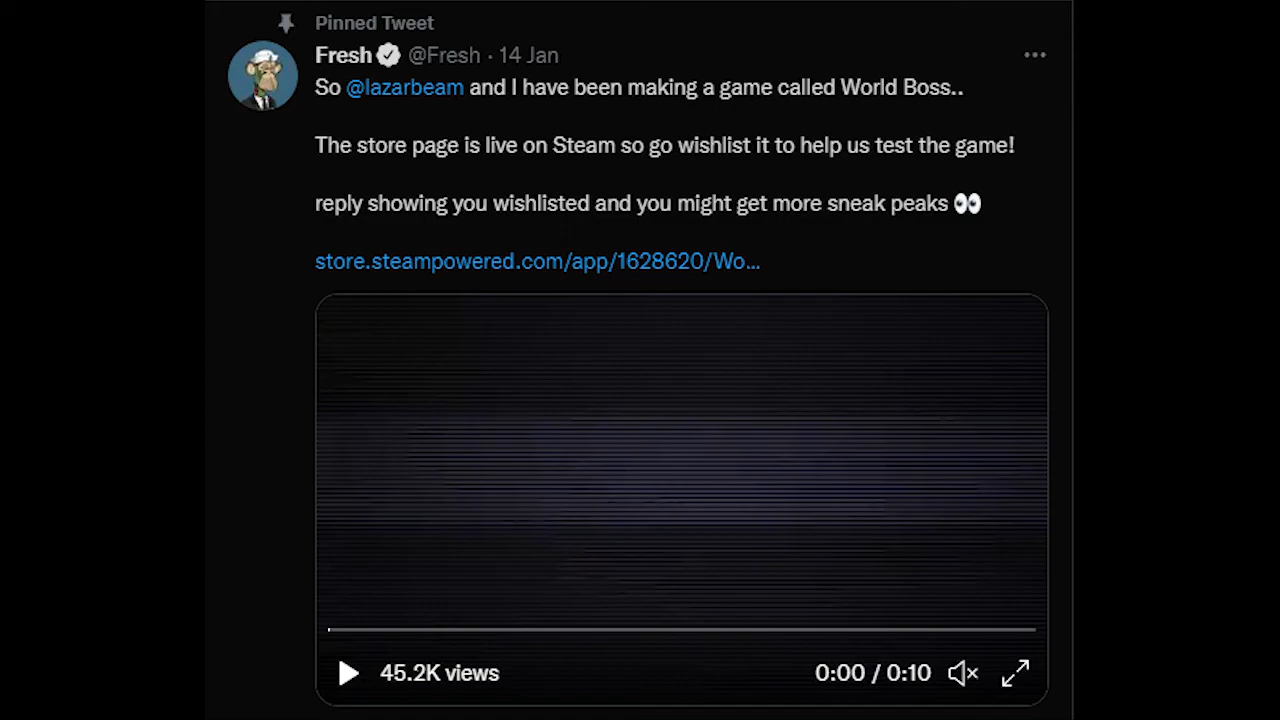 Pinned Tweet
Fresh @Fresh · 14 Jan
So @lazarbeam and I have been making a game called World Boss..
The store page is live on Steam so go wishlist it to help us test the game!
reply showing you wishlisted and you might get more sneak peaks 👀
store.steampowered.com/app/1628620/Wo...
45.2K views 0:00 / 0:10